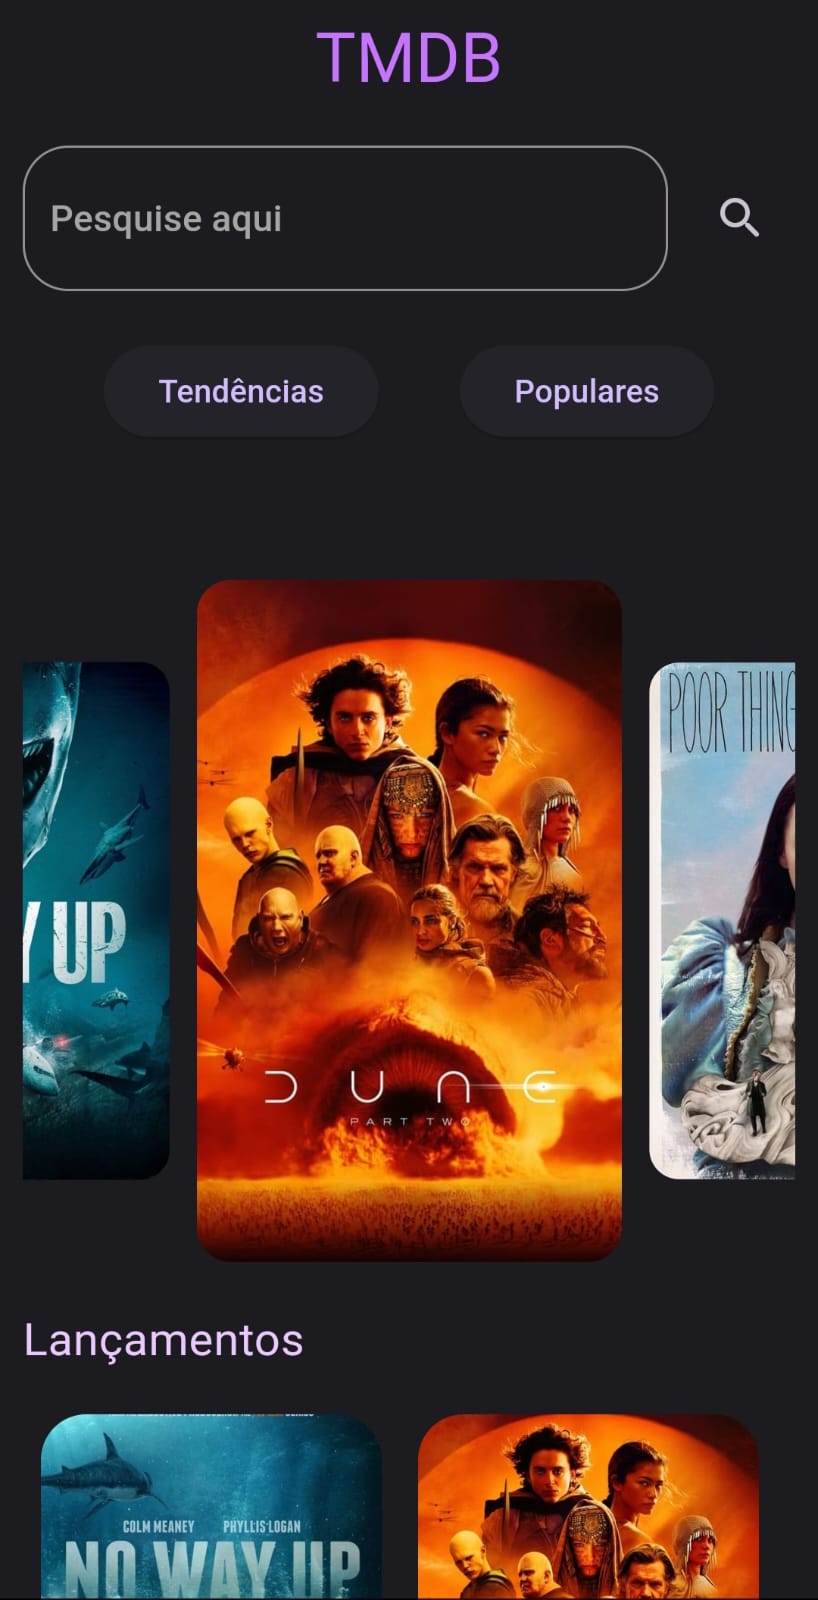 TMDB
Pesquise aqui
Tendências
Populares
Y UP
DUNE
PART TWO
POOR THING
Lançamentos
COLM MEANEY PHYLLIS LOGAN
NO WAY UP